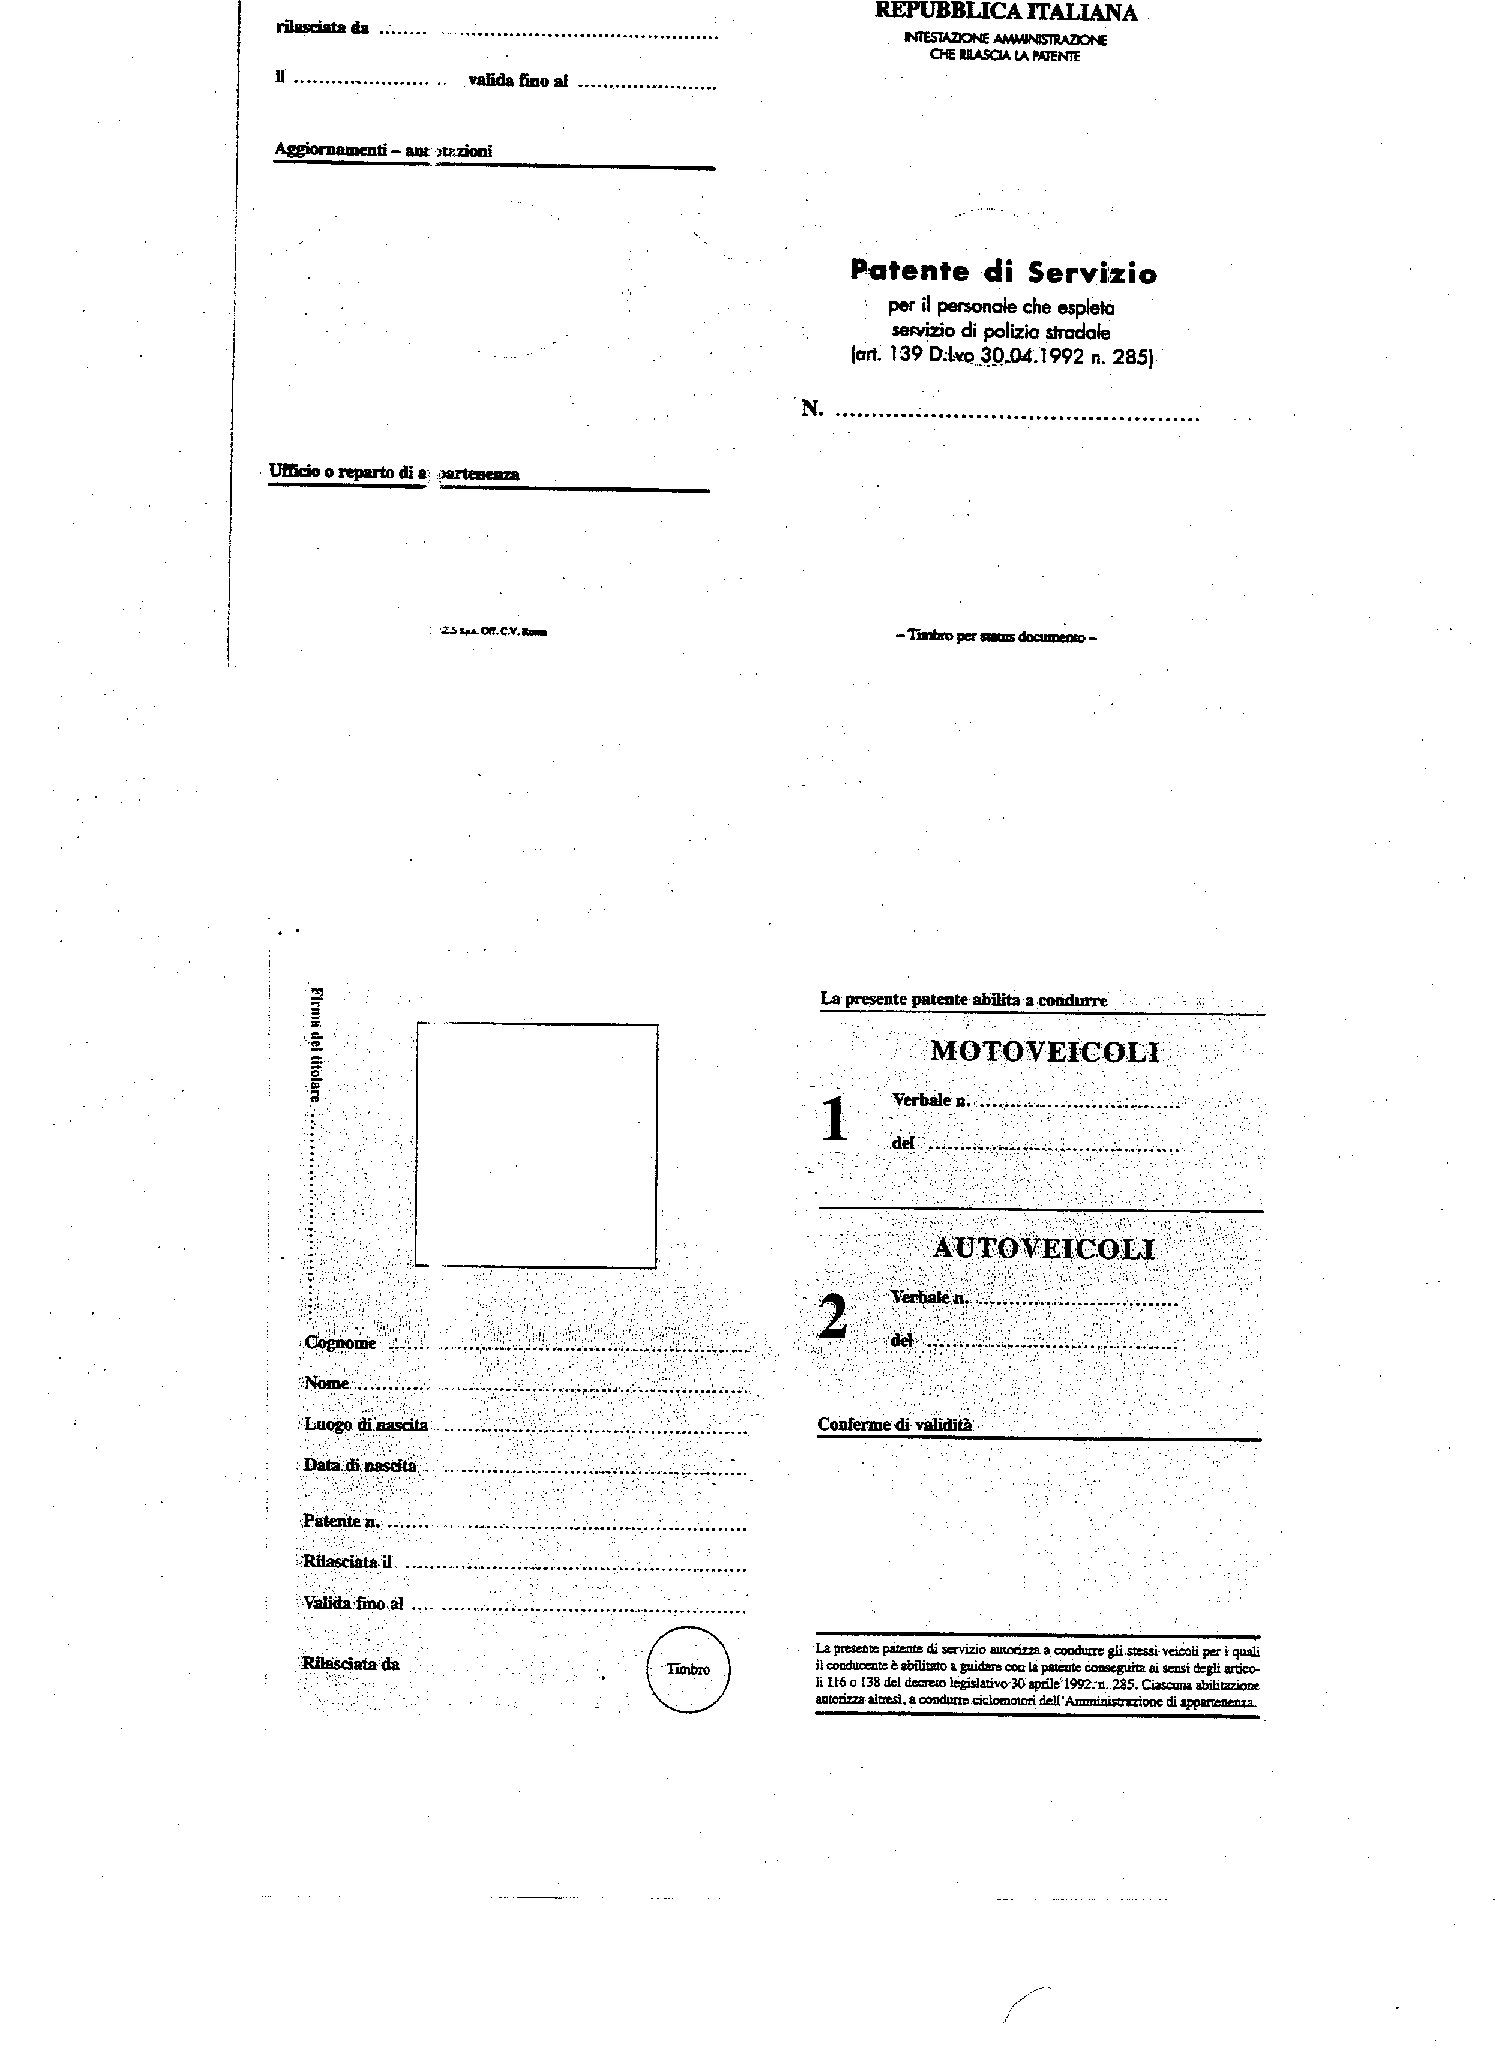 rilasciata da
il valida fino al
Aggiornamenti – annotazioni
Ufficio o reparto di appartenenza
Off. C.V. Roma
REPUBBLICA ITALIANA
INTESTAZIONE AMMINISTRAZIONE
CHE RILASCIA LA PATENTE
Patente di Servizio
per il personale che espleta
servizio di polizia stradale
(art. 139 D.Lvo 30.04.1992 n. 285)
N.
– Timbro per status documento –
Firma del titolare
Cognome
Nome
Luogo di nascita
Data di nascita
Patente n.
Rilasciata il
Valida fino al
Rilasciata da
Timbro
La presente patente abilita a condurre
MOTOVEICOLI
1
Verbale n.
del
AUTOVEICOLI
2
Verbale n.
del
Conferme di validità
La presente patente di servizio autorizza a condurre gli stessi veicoli per i quali
il conducente è abilitato a guidare con la patente conseguita ai sensi degli artico-
li 116 o 138 del decreto legislativo 30 aprile 1992, n. 285. Ciascuna abilitazione
autorizza altresì, a condurre ciclomotori dell'Amministrazione di appartenenza.